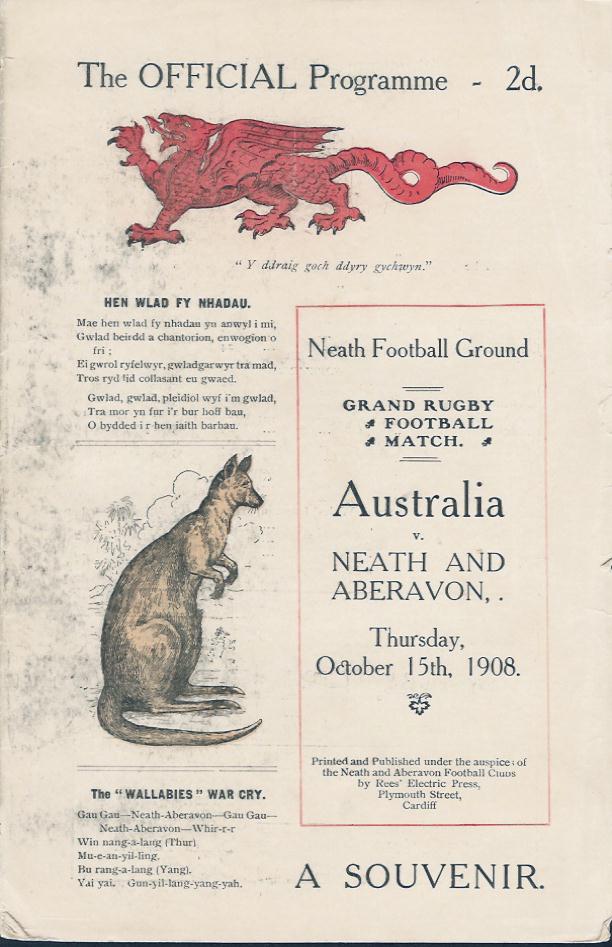 The OFFICIAL Programme - 2d.
"Y ddraig goch ddyry gychwyn."
HEN WLAD FY NHADAU.
Mae hen wlad fy nhadau yn anwyl i mi,
Gwlad beirdd a chantorion, enwogion o
fri ;
Ei gwrol ryfelwyr, gwladgarwyr tra mad,
Tros ryddid collasant eu gwaed.
Gwlad, gwlad, pleidiol wyf i'm gwlad,
Tra mor yn fur i'r bur hoff bau,
O bydded i'r hen iaith barhau.
The "WALLABIES" WAR CRY.
Gau Gau—Neath-Aberavon—Gau Gau—
Neath-Aberavon—Whir-r-r
Win nang-a-lang (Thur)
Mu-e-an-yil-ling.
Bu rang-a-lang (Yang).
Yai yai. Gun-yil-lang-yang-yah.
Neath Football Ground
GRAND RUGBY
FOOTBALL
MATCH.
Australia
v.
NEATH AND
ABERAVON, .
Thursday,
October 15th, 1908.
Printed and Published under the auspices of
the Neath and Aberavon Football Clubs
by Rees' Electric Press,
Plymouth Street,
Cardiff
A SOUVENIR.